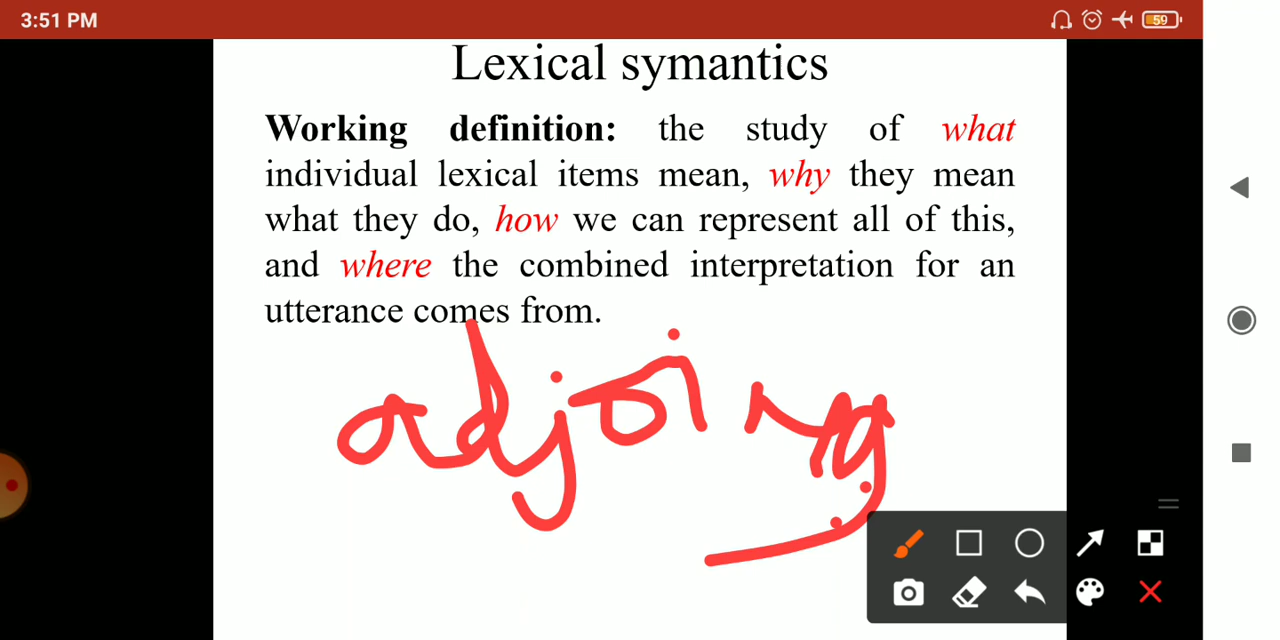 3:51 PM
59
Lexical symantics
Working definition: the study of what
individual lexical items mean, why they mean
what they do, how we can represent all of this,
and where the combined interpretation for an
utterance comes from.
adjoing